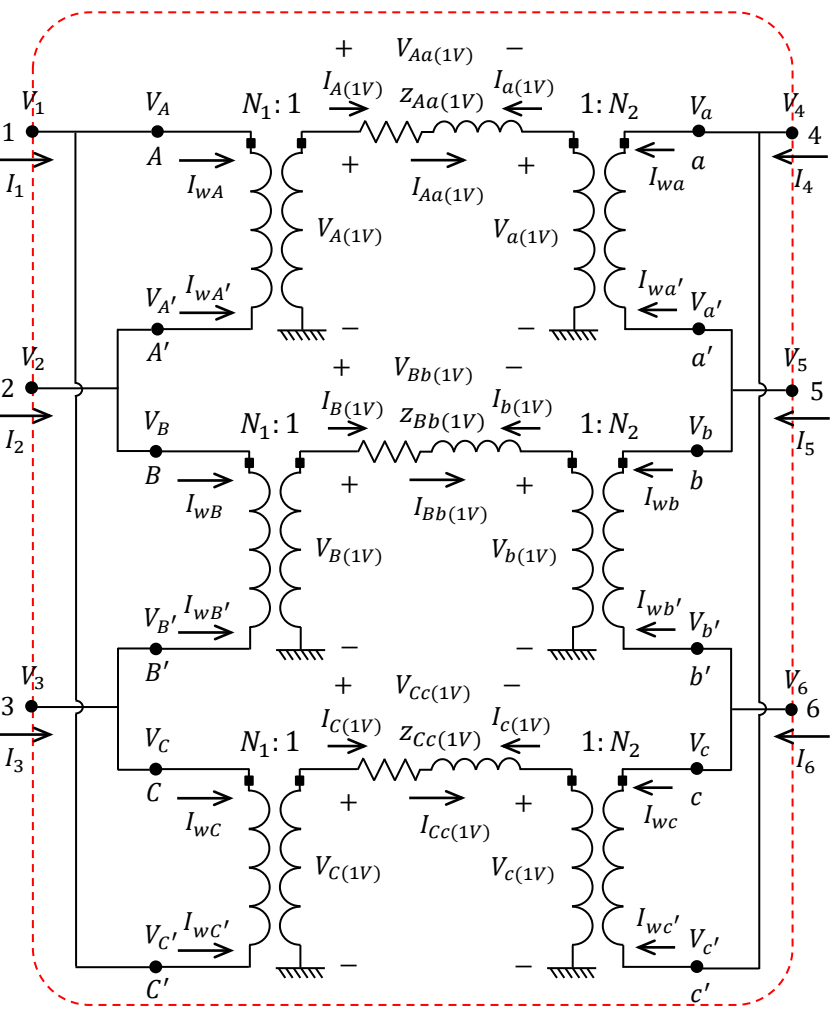 + V_{Aa(1V)} −
I_{A(1V)} I_{a(1V)}
V_1 V_A N_1: 1 z_{Aa(1V)} 1: N_2 V_a V_4
1 A + + a 4
I_1 I_{wA} I_{Aa(1V)} I_{wa} I_4
V_{A(1V)} V_{a(1V)}
V_{A′} I_{wA′} I_{wa′} V_{a′}
A′ − − a′
V_2 + V_{Bb(1V)} − V_5
2 I_{B(1V)} I_{b(1V)} 5
I_2 V_B N_1: 1 z_{Bb(1V)} 1: N_2 V_b I_5
B + + b
I_{wB} I_{Bb(1V)} I_{wb}
V_{B(1V)} V_{b(1V)}
V_{B′} I_{wB′} I_{wb′} V_{b′}
B′ − − b′
V_3 + V_{Cc(1V)} − V_6
3 I_{C(1V)} I_{c(1V)} 6
I_3 V_C N_1: 1 z_{Cc(1V)} 1: N_2 V_c I_6
C + + c
I_{wC} I_{Cc(1V)} I_{wc}
V_{C(1V)} V_{c(1V)}
V_{C′} I_{wC′} I_{wc′} V_{c′}
C′ − − c′